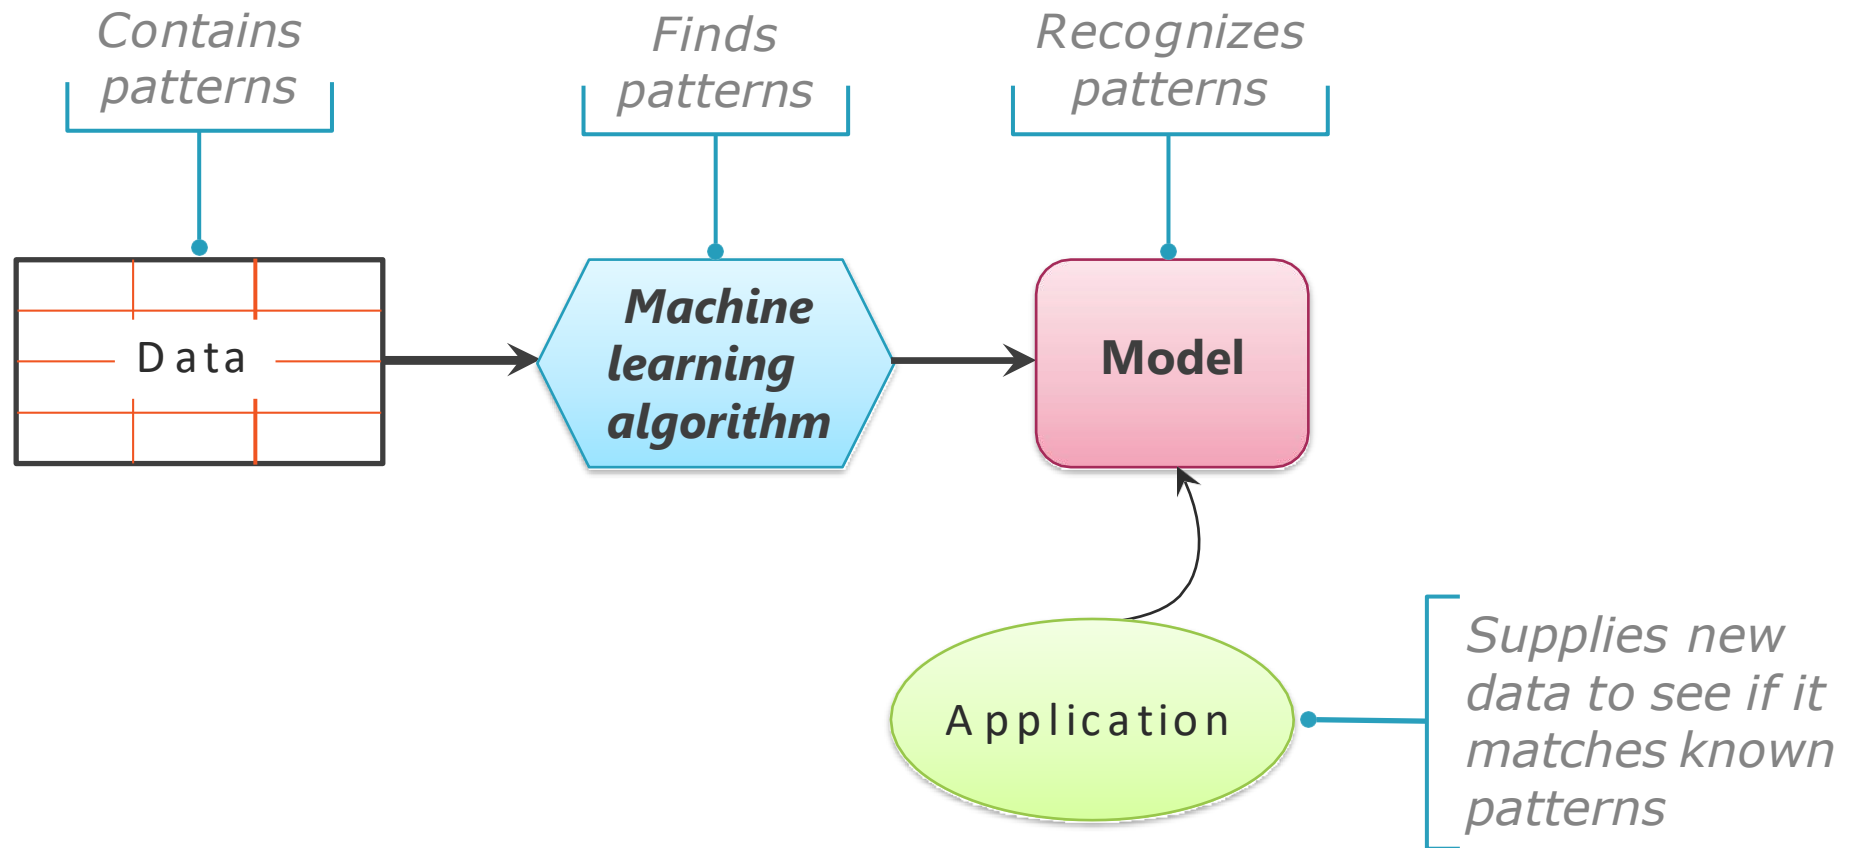 Contains
patterns
Finds
patterns
Recognizes
patterns
Data
Machine
learning
algorithm
Model
Application
Supplies new
data to see if it
matches known
patterns